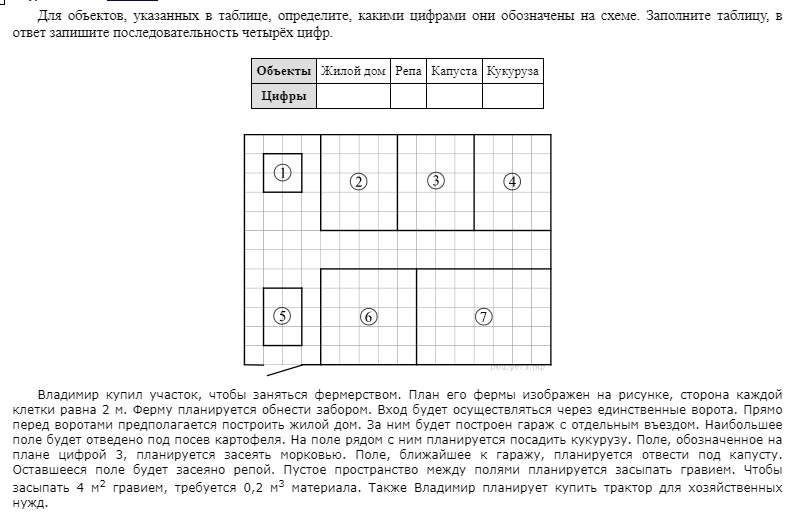 Для объектов, указанных в таблице, определите, какими цифрами они обозначены на схеме. Заполните таблицу, в
ответ запишите последовательность четырёх цифр.
Объекты Жилой дом Репа Капуста Кукуруза
Цифры
1 2 3 4
5 6 7
решуегэ.рф
Владимир купил участок, чтобы заняться фермерством. План его фермы изображен на рисунке, сторона каждой
клетки равна 2 м. Ферму планируется обнести забором. Вход будет осуществляться через единственные ворота. Прямо
перед воротами предполагается построить жилой дом. За ним будет построен гараж с отдельным въездом. Наибольшее
поле будет отведено под посев картофеля. На поле рядом с ним планируется посадить кукурузу. Поле, обозначенное на
плане цифрой 3, планируется засеять морковью. Поле, ближайшее к гаражу, планируется отвести под капусту.
Оставшееся поле будет засеяно репой. Пустое пространство между полями планируется засыпать гравием. Чтобы
засыпать 4 м² гравием, требуется 0,2 м³ материала. Также Владимир планирует купить трактор для хозяйственных
нужд.